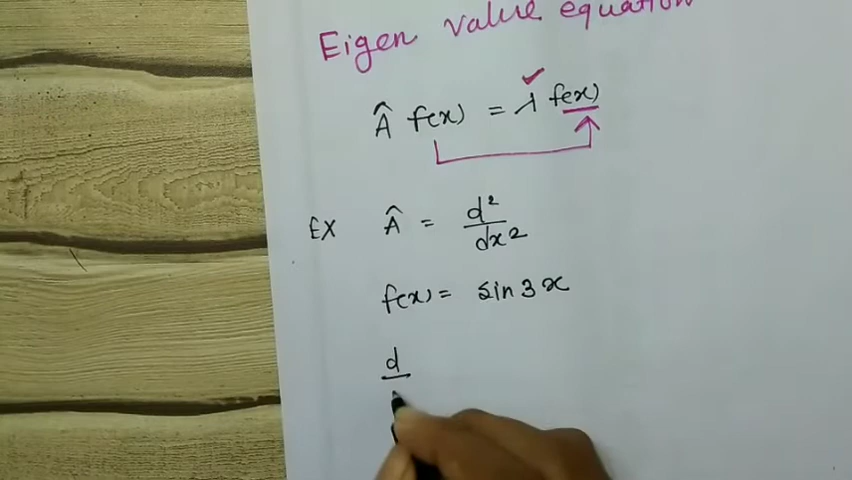 Eigen value equation
Â f(x) = λ f(x)
EX Â = d²/dx²
f(x) = sin 3x
d